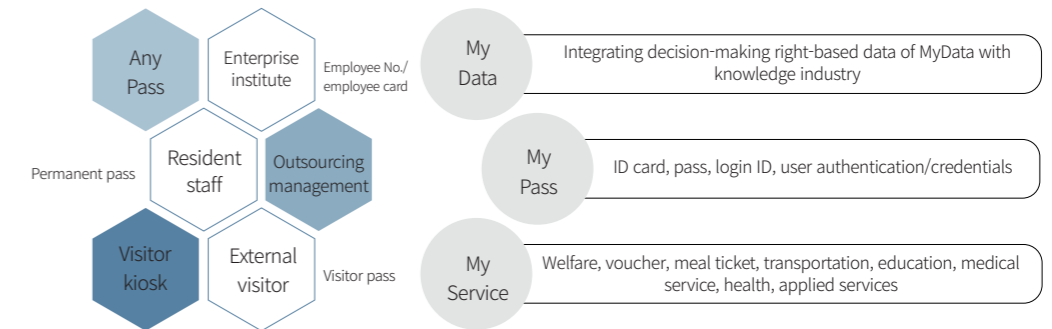 Any
Pass
Enterprise
institute
Employee No./
employee card
Permanent pass
Resident
staff
Outsourcing
management
Visitor
kiosk
External
visitor
Visitor pass
My
Data
Integrating decision-making right-based data of MyData with
knowledge industry
My
Pass
ID card, pass, login ID, user authentication/credentials
My
Service
Welfare, voucher, meal ticket, transportation, education, medical
service, health, applied services